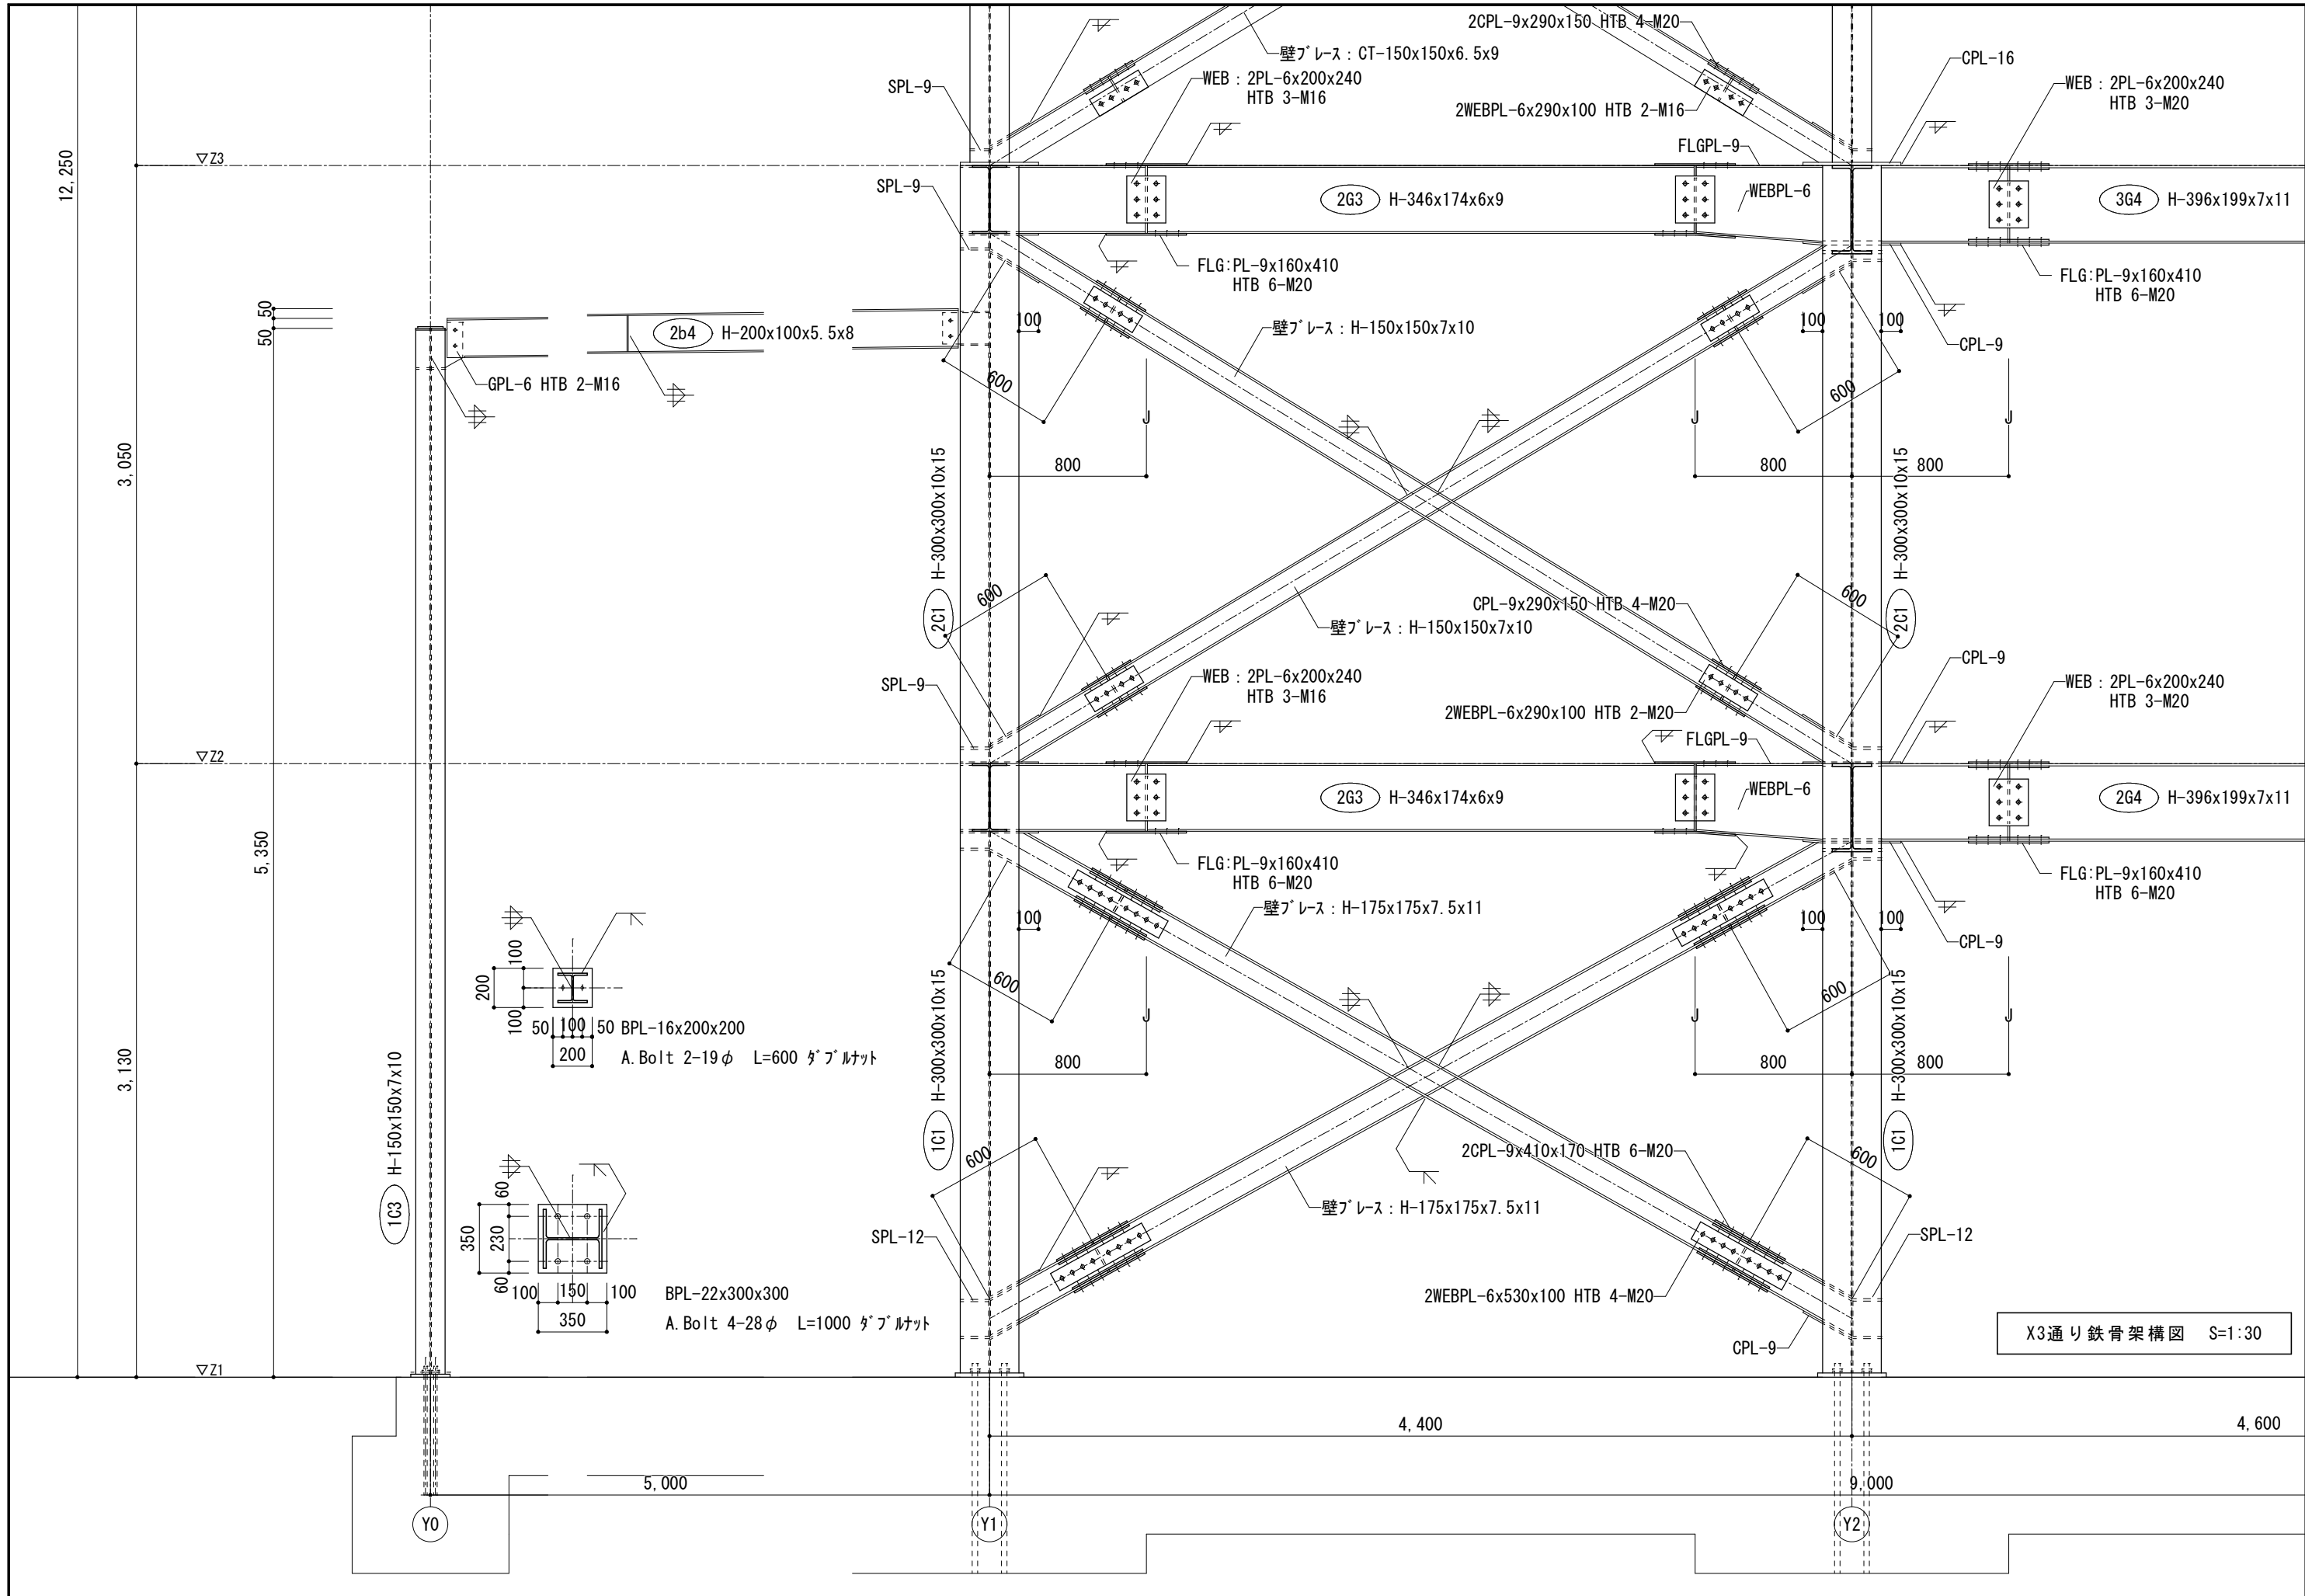 2CPL-9x290x150 HTB 4-M20
壁ブレース：CT-150x150x6.5x9
CPL-16
WEB：2PL-6x200x240
HTB 3-M16
SPL-9
WEB：2PL-6x200x240
HTB 3-M20
2WEBPL-6x290x100 HTB 2-M16
12,250
▽Z3
FLGPL-9
SPL-9
2G3 H-346x174x6x9
WEBPL-6
3G4 H-396x199x7x11
FLG:PL-9x160x410
HTB 6-M20
FLG:PL-9x160x410
HTB 6-M20
50
50
2b4 H-200x100x5.5x8
100
壁ブレース：H-150x150x7x10
100
100
CPL-9
GPL-6 HTB 2-M16
600
600
J
J
J
3,050
800
800
800
2C1 H-300x300x10x15
2C1 H-300x300x10x15
600
600
CPL-9x290x150 HTB 4-M20
壁ブレース：H-150x150x7x10
CPL-9
SPL-9
WEB：2PL-6x200x240
HTB 3-M16
WEB：2PL-6x200x240
HTB 3-M20
2WEBPL-6x290x100 HTB 2-M20
▽Z2
FLGPL-9
2G3 H-346x174x6x9
WEBPL-6
2G4 H-396x199x7x11
5,350
FLG:PL-9x160x410
HTB 6-M20
FLG:PL-9x160x410
HTB 6-M20
壁ブレース：H-175x175x7.5x11
100
100
100
CPL-9
600
600
J
J
J
200
100
100
50 100 50
200
BPL-16x200x200
A.Bolt 2-19φ L=600 ダブルナット
3,130
800
800
800
1C3 H-150x150x7x10
1C1 H-300x300x10x15
1C1 H-300x300x10x15
600
600
2CPL-9x410x170 HTB 6-M20
壁ブレース：H-175x175x7.5x11
SPL-12
SPL-12
350
60
230
60
100 150 100
350
BPL-22x300x300
A.Bolt 4-28φ L=1000 ダブルナット
2WEBPL-6x530x100 HTB 4-M20
CPL-9
X3通り鉄骨架構図 S=1:30
▽Z1
4,400
4,600
5,000
9,000
Y0
Y1
Y2